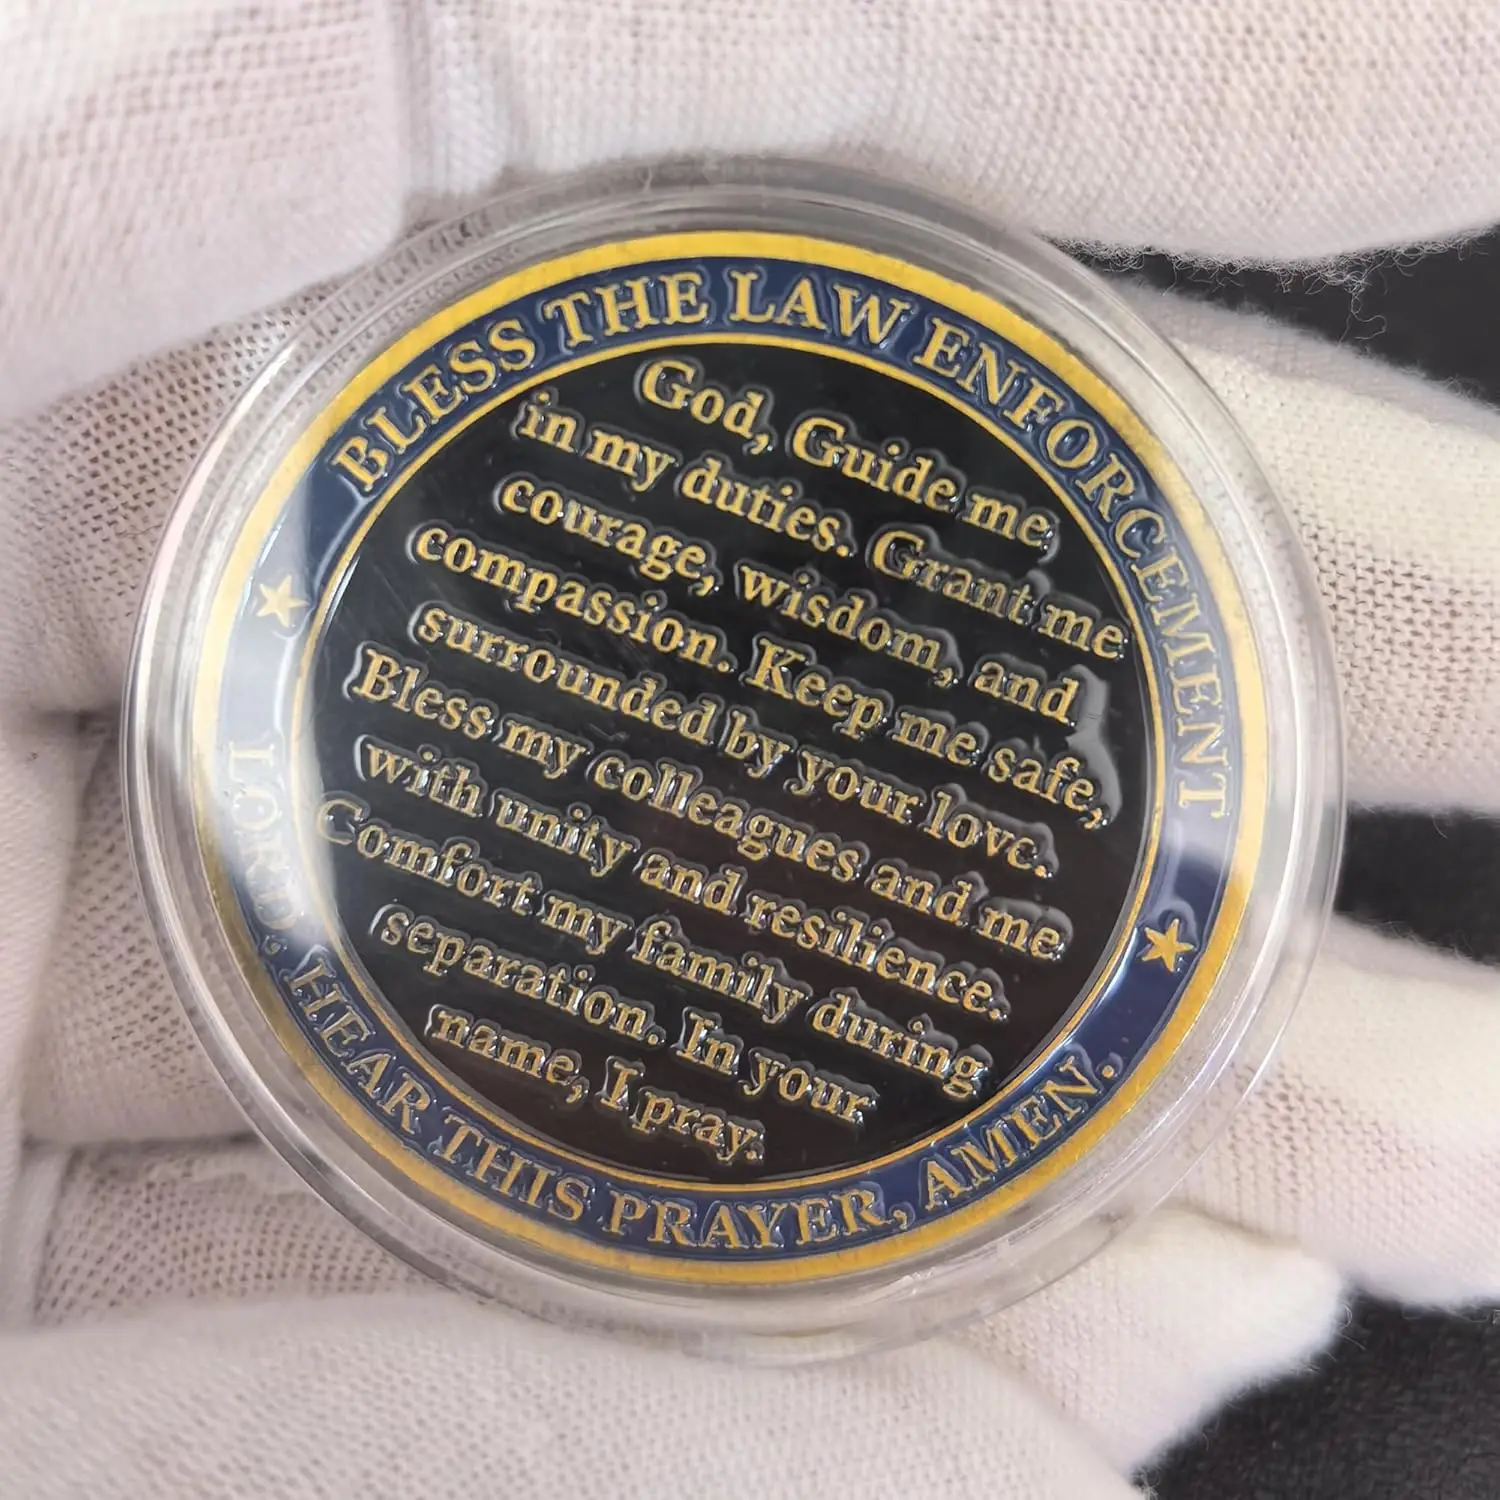 BLESS THE LAW ENFORCEMENT
God, Guide me
in my duties. Grant me
courage, wisdom, and
compassion. Keep me safe,
surrounded by your love.
Bless my colleagues and me
with unity and resilience.
Comfort my family during
separation. In your
name, I pray.
LORD, HEAR THIS PRAYER, AMEN.